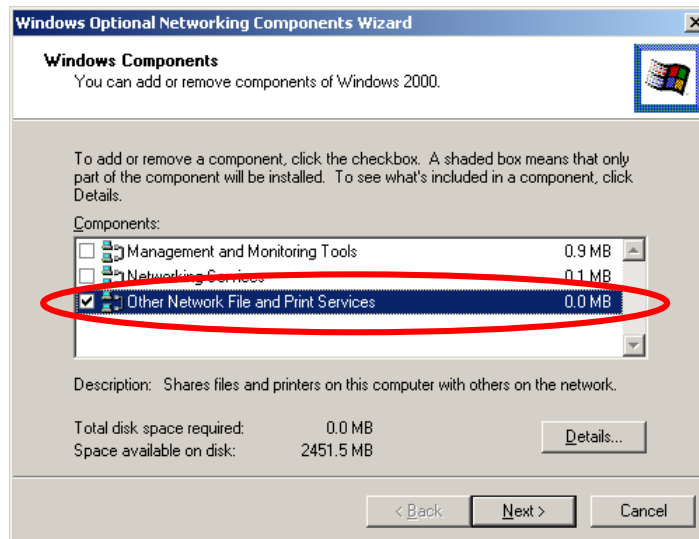 Windows Optional Networking Components Wizard
Windows Components
You can add or remove components of Windows 2000.
To add or remove a component, click the checkbox. A shaded box means that only
part of the component will be installed. To see what's included in a component, click
Details.
Components:
Management and Monitoring Tools 0.9 MB
Networking Services 0.1 MB
Other Network File and Print Services 0.0 MB
Description: Shares files and printers on this computer with others on the network.
Total disk space required: 0.0 MB
Space available on disk: 2451.5 MB
Details...
< Back Next > Cancel